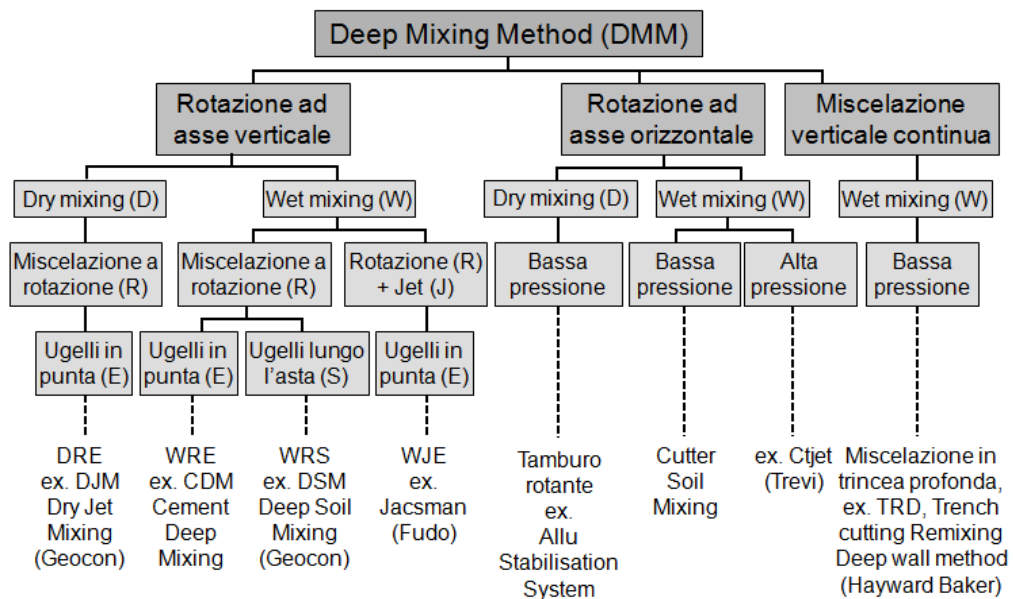 Deep Mixing Method (DMM)
Rotazione ad
asse verticale
Rotazione ad
asse orizzontale
Miscelazione
verticale continua
Dry mixing (D)
Wet mixing (W)
Dry mixing (D)
Wet mixing (W)
Wet mixing (W)
Miscelazione a
rotazione (R)
Miscelazione a
rotazione (R)
Rotazione (R)
+ Jet (J)
Bassa
pressione
Bassa
pressione
Alta
pressione
Bassa
pressione
Ugelli in
punta (E)
Ugelli in
punta (E)
Ugelli lungo
l'asta (S)
Ugelli in
punta (E)
DRE
ex. DJM
Dry Jet
Mixing
(Geocon)
WRE
ex. CDM
Cement
Deep
Mixing
WRS
ex. DSM
Deep Soil
Mixing
(Geocon)
WJE
ex.
Jacsman
(Fudo)
Tamburo
rotante
ex.
Allu
Stabilisation
System
Cutter
Soil
Mixing
ex. Ctjet
(Trevi)
Miscelazione in
trincea profonda,
ex. TRD, Trench
cutting Remixing
Deep wall method
(Hayward Baker)